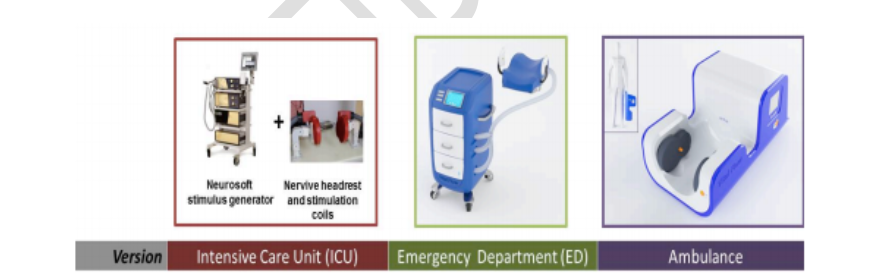 +
Neurosoft
stimulus generator
Nervive headrest
and stimulation
coils
Version Intensive Care Unit (ICU) Emergency Department (ED) Ambulance